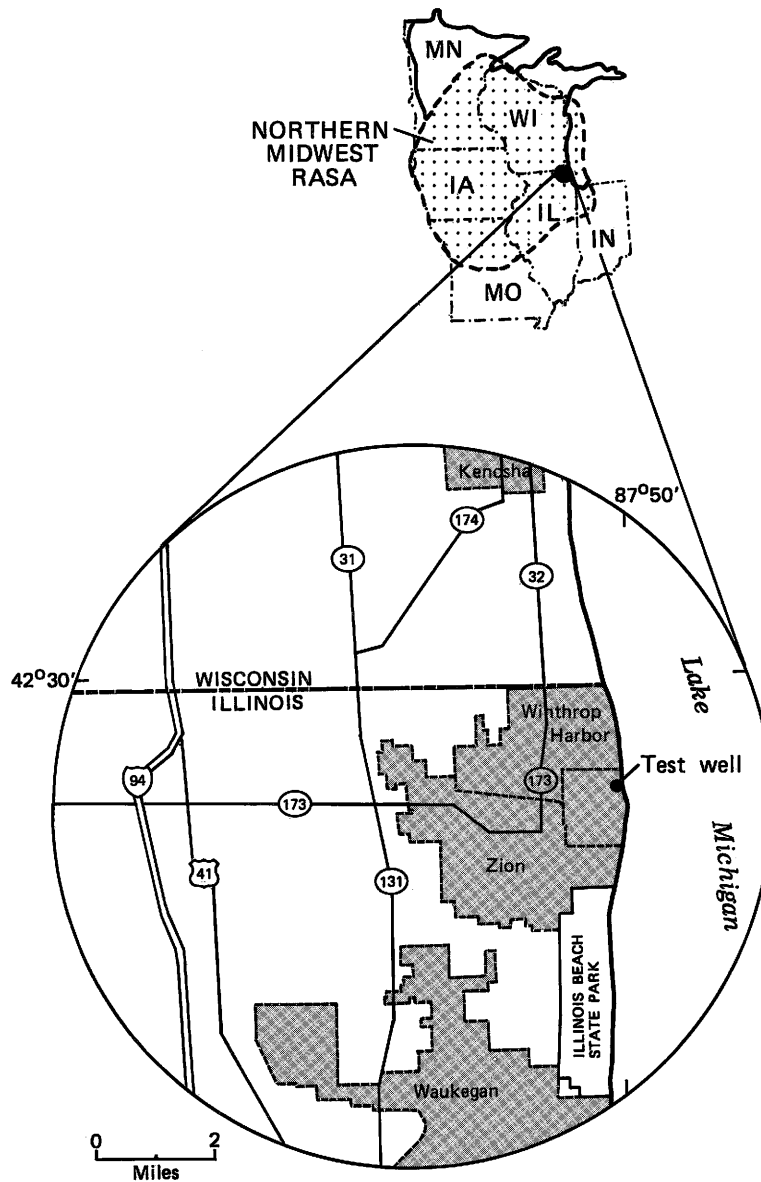 MN
WI
NORTHERN
MIDWEST
RASA
IA
IL
IN
MO
Kenosha
87°50'
174
31
32
42°30'
WISCONSIN
ILLINOIS
Lake
Michigan
Winthrop
Harbor
Test well
94
173
173
41
131
Zion
ILLINOIS BEACH
STATE PARK
Waukegan
0 2
Miles